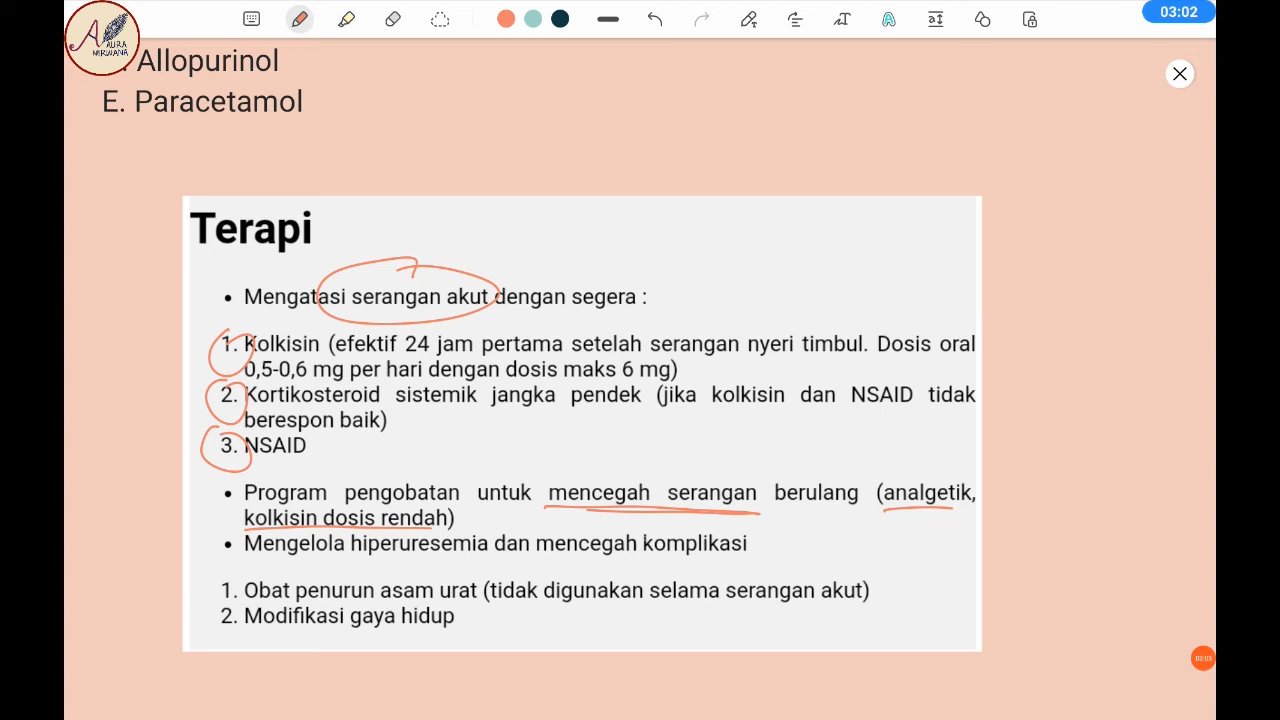 03:02
AURA
NIRWANA
Allopurinol
E. Paracetamol
Terapi
• Mengatasi serangan akut dengan segera :
1. Kolkisin (efektif 24 jam pertama setelah serangan nyeri timbul. Dosis oral
0,5-0,6 mg per hari dengan dosis maks 6 mg)
2. Kortikosteroid sistemik jangka pendek (jika kolkisin dan NSAID tidak
berespon baik)
3. NSAID
• Program pengobatan untuk mencegah serangan berulang (analgetik,
kolkisin dosis rendah)
• Mengelola hiperuresemia dan mencegah komplikasi
1. Obat penurun asam urat (tidak digunakan selama serangan akut)
2. Modifikasi gaya hidup
03:03